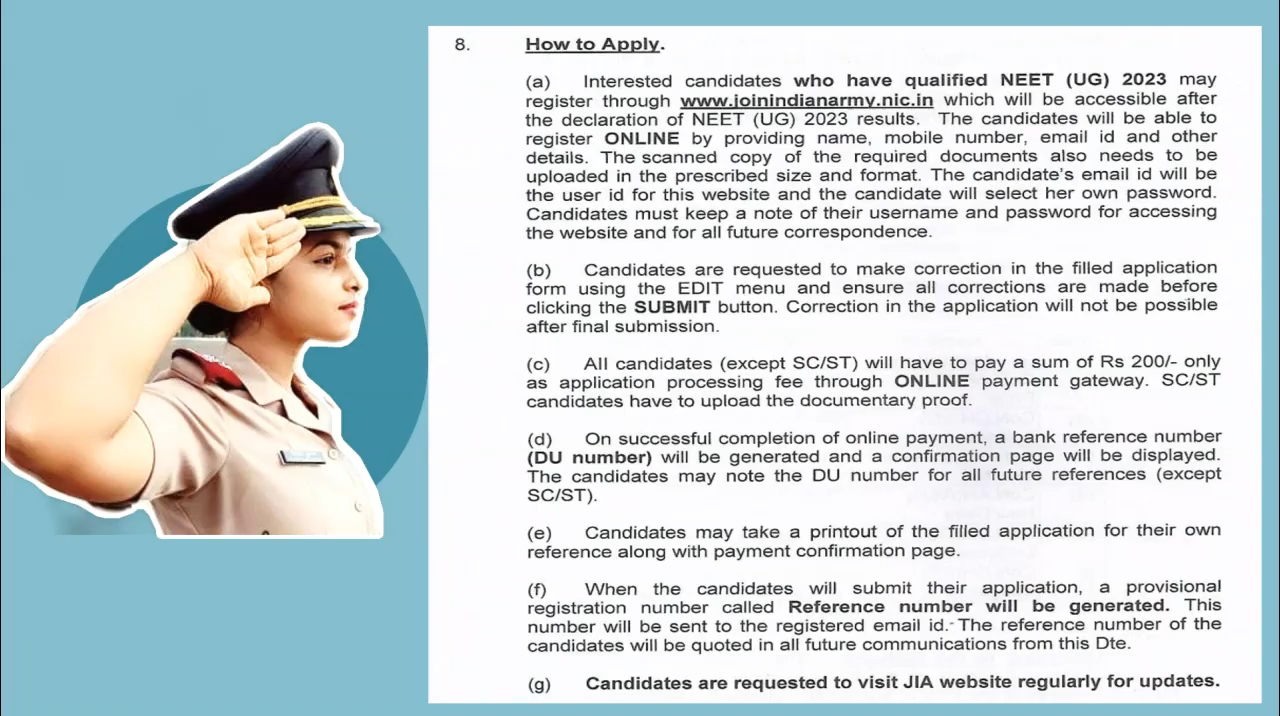 8. How to Apply.
(a) Interested candidates who have qualified NEET (UG) 2023 may
register through www.joinindianarmy.nic.in which will be accessible after
the declaration of NEET (UG) 2023 results. The candidates will be able to
register ONLINE by providing name, mobile number, email id and other
details. The scanned copy of the required documents also needs to be
uploaded in the prescribed size and format. The candidate's email id will be
the user id for this website and the candidate will select her own password.
Candidates must keep a note of their username and password for accessing
the website and for all future correspondence.
(b) Candidates are requested to make correction in the filled application
form using the EDIT menu and ensure all corrections are made before
clicking the SUBMIT button. Correction in the application will not be possible
after final submission.
(c) All candidates (except SC/ST) will have to pay a sum of Rs 200/- only
as application processing fee through ONLINE payment gateway. SC/ST
candidates have to upload the documentary proof.
(d) On successful completion of online payment, a bank reference number
(DU number) will be generated and a confirmation page will be displayed.
The candidates may note the DU number for all future references (except
SC/ST).
(e) Candidates may take a printout of the filled application for their own
reference along with payment confirmation page.
(f) When the candidates will submit their application, a provisional
registration number called Reference number will be generated. This
number will be sent to the registered email id. The reference number of the
candidates will be quoted in all future communications from this Dte.
(g) Candidates are requested to visit JIA website regularly for updates.